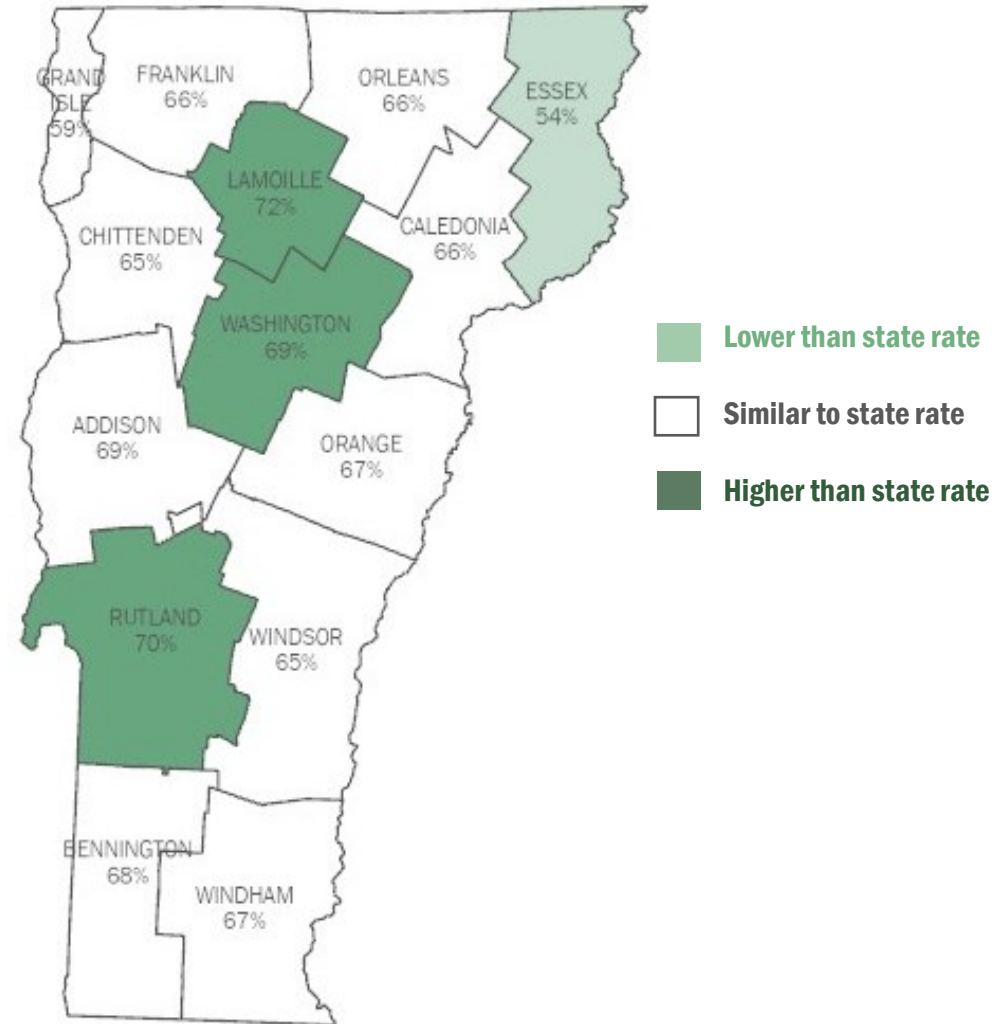 GRAND
ISLE
59%
FRANKLIN
66%
ORLEANS
66%
ESSEX
54%
LAMOILLE
72%
CHITTENDEN
65%
CALEDONIA
66%
WASHINGTON
69%
ADDISON
69%
ORANGE
67%
RUTLAND
70%
WINDSOR
65%
BENNINGTON
68%
WINDHAM
67%
Lower than state rate
Similar to state rate
Higher than state rate